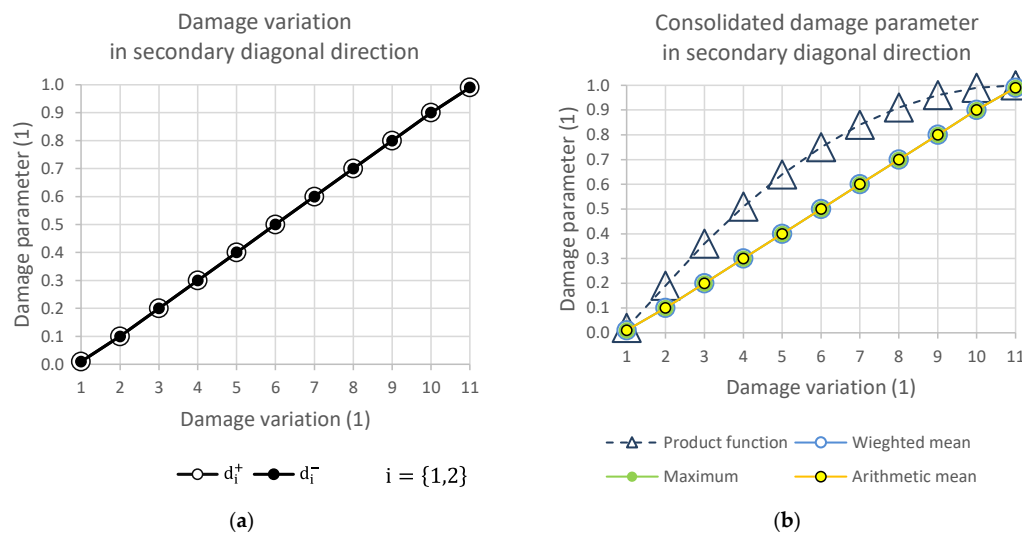 Damage variation
in secondary diagonal direction
Damage parameter (1)
1.0
0.9
0.8
0.7
0.6
0.5
0.4
0.3
0.2
0.1
0.0
1 2 3 4 5 6 7 8 9 10 11
Damage variation (1)
d_i^+ d_i^- i = {1,2}
(a)
Consolidated damage parameter
in secondary diagonal direction
Damage parameter (1)
1.0
0.9
0.8
0.7
0.6
0.5
0.4
0.3
0.2
0.1
0.0
1 2 3 4 5 6 7 8 9 10 11
Damage variation (1)
Product function Wieghted mean
Maximum Arithmetic mean
(b)